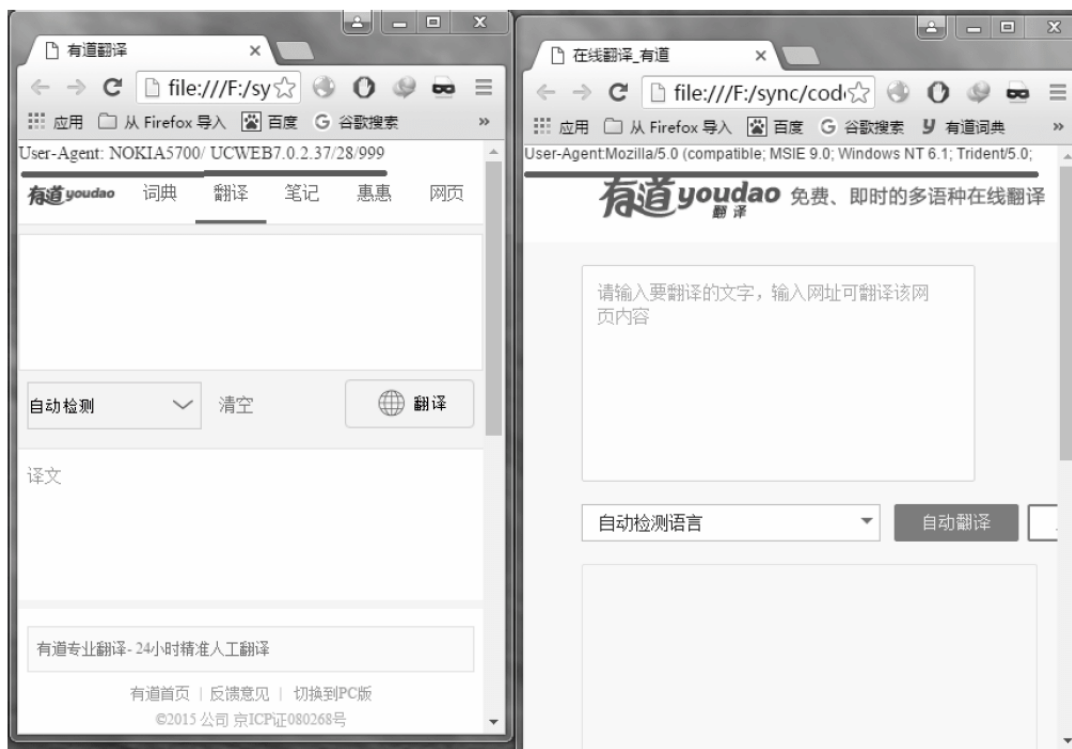 有道翻译
file:///F:/sy
应用 从 Firefox 导入 百度 G 谷歌搜索 »
User-Agent: NOKIA5700/ UCWEB7.0.2.37/28/999
有道 youdao 词典 翻译 笔记 惠惠 网页
自动检测 清空 翻译
译文
有道专业翻译- 24小时精准人工翻译
有道首页 | 反馈意见 | 切换到PC版
©2015 公司 京ICP证080268号
在线翻译_有道
file:///F:/sync/cod
应用 从 Firefox 导入 百度 G 谷歌搜索 y 有道词典 »
User-Agent:Mozilla/5.0 (compatible; MSIE 9.0; Windows NT 6.1; Trident/5.0;
有道 youdao 翻译 免费、即时的多语种在线翻译
请输入要翻译的文字，输入网址可翻译该网
页内容
自动检测语言 自动翻译